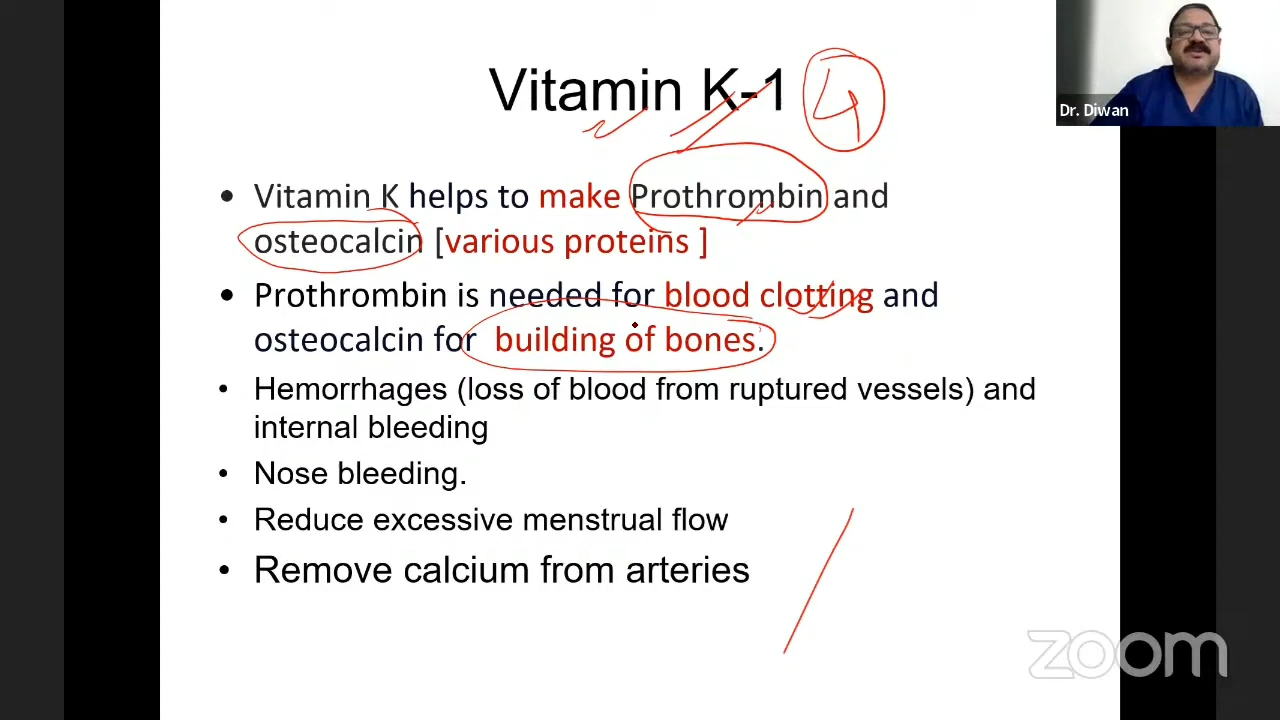 Vitamin K-1 4
Dr. Diwan
• Vitamin K helps to make Prothrombin and
osteocalcin [various proteins ]
• Prothrombin is needed for blood clotting and
osteocalcin for building of bones.
• Hemorrhages (loss of blood from ruptured vessels) and
internal bleeding
• Nose bleeding.
• Reduce excessive menstrual flow
• Remove calcium from arteries
zoom